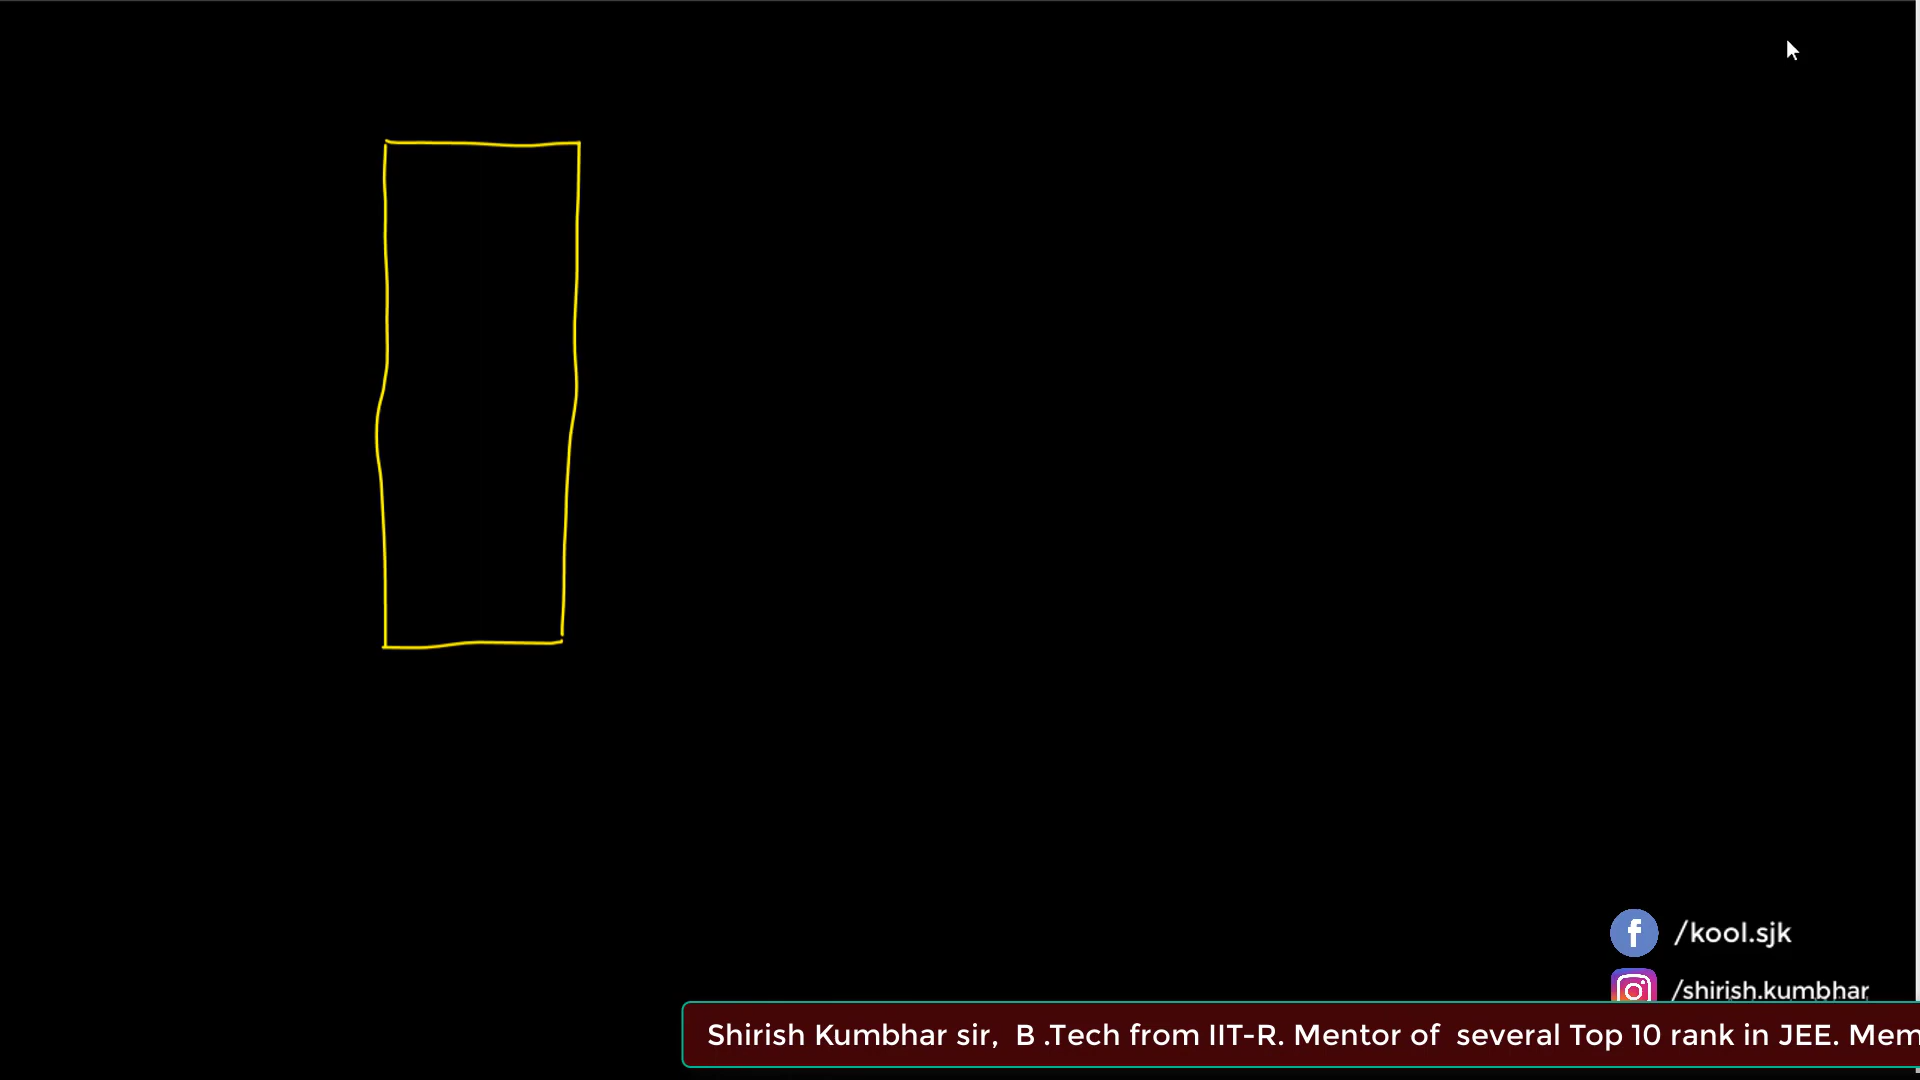 /kool.sjk
/shirish.kumbhar
Shirish Kumbhar sir, B .Tech from IIT-R. Mentor of several Top 10 rank in JEE. Mem